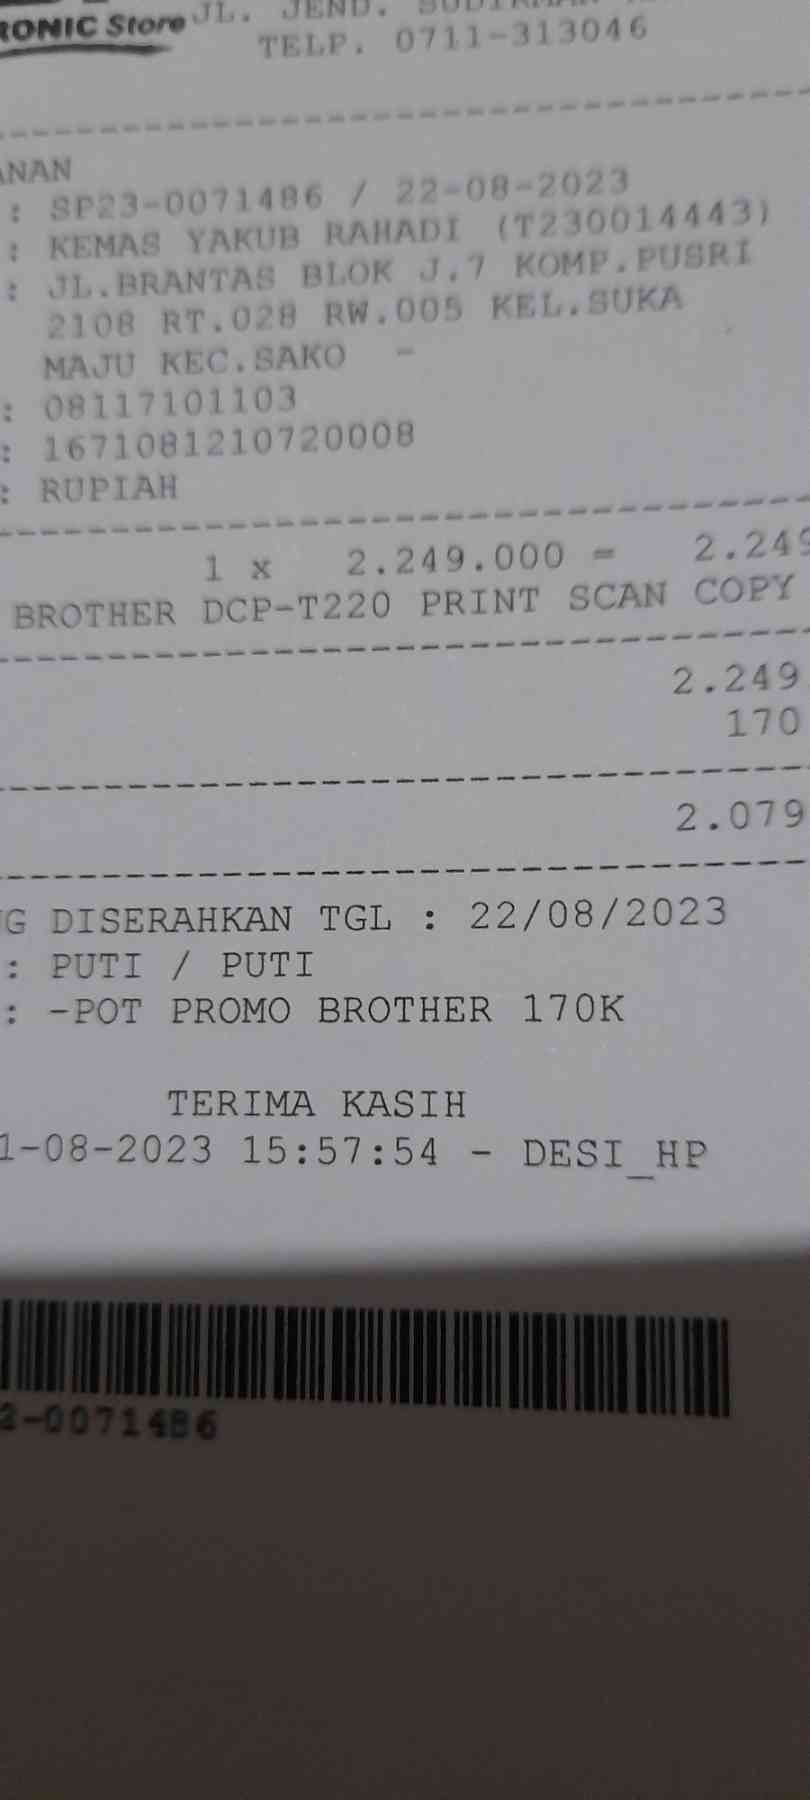 RONIC Store JL. JEND. SUDIRMAN
TELP. 0711-313046
ANAN
: SP23-0071486 / 22-08-2023
: KEMAS YAKUB RAHADI (T230014443)
: JL.BRANTAS BLOK J.7 KOMP.PUSRI
2108 RT.028 RW.005 KEL.SUKA
MAJU KEC.SAKO -
: 08117101103
: 1671081210720008
: RUPIAH
1 x 2.249.000 = 2.249
BROTHER DCP-T220 PRINT SCAN COPY
2.249
170
2.079
NG DISERAHKAN TGL : 22/08/2023
: PUTI / PUTI
: -POT PROMO BROTHER 170K
TERIMA KASIH
1-08-2023 15:57:54 - DESI_HP
-0071486